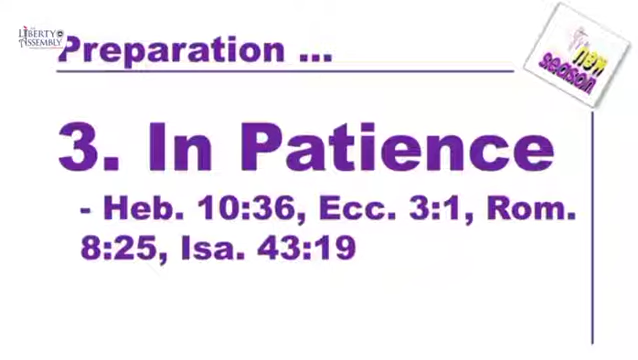 LIBERTY
ASSEMBLY
Preparation ...
new
season
3. In Patience
- Heb. 10:36, Ecc. 3:1, Rom.
8:25, Isa. 43:19